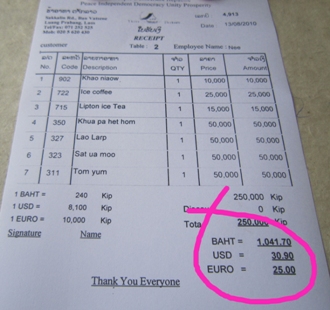 Peace Independence Democracy Unity Prosperity
4,913
Luang Prabang, Laos
Date 13/08/2010
RECEIPT
customer Table : 2 Employee Name :
No. Code Description QTY Price Amount
1 902 Khao niaow 1 10,000 10,000
2 722 Ice coffee 1 25,000 25,000
3 715 Lipton ice Tea 1 15,000 15,000
4 350 Khua pa het hom 1 50,000 50,000
5 327 Lao Larp 1 50,000 50,000
6 323 Sat ua moo 1 50,000 50,000
7 311 Tom yum 1 50,000 50,000
1 BAHT = 240 Kip 250,000 Kip
1 USD = 8,100 Kip 0 Kip
1 EURO = 10,000 Kip 250,000 Kip
Signature Name
BAHT = 1,041.70
USD = 30.90
EURO = 25.00
Thank You Everyone